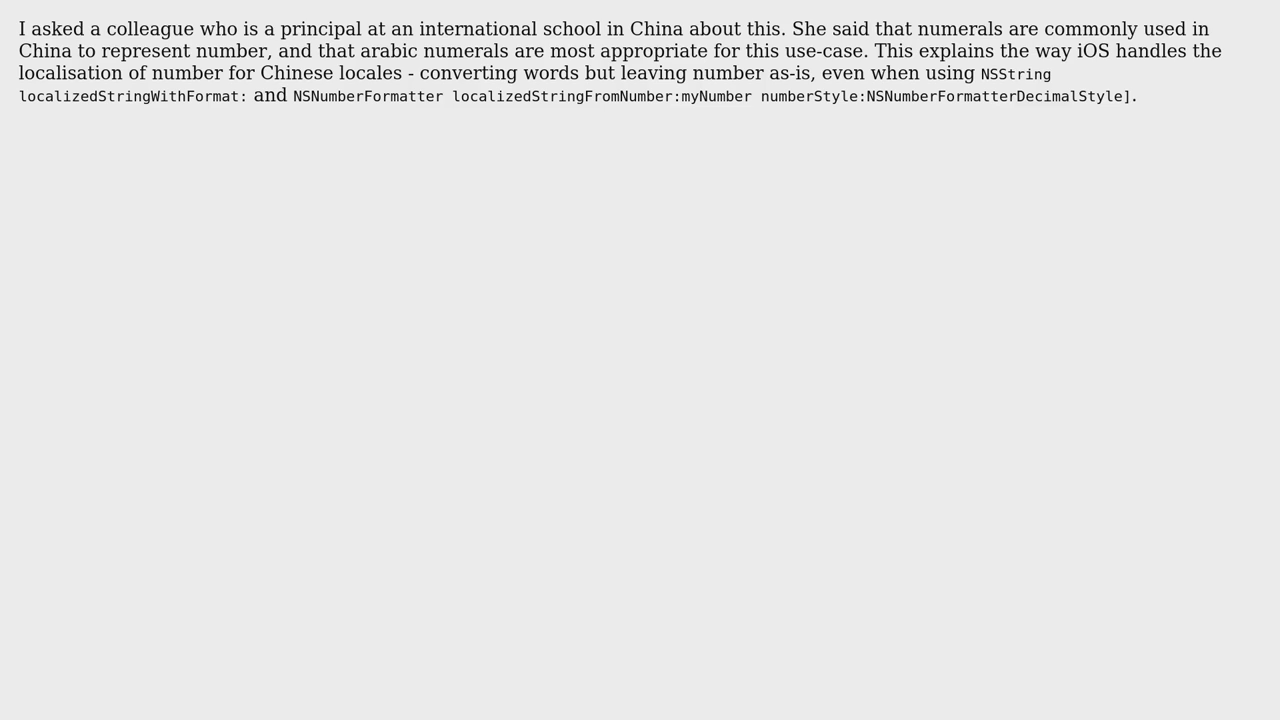 I asked a colleague who is a principal at an international school in China about this. She said that numerals are commonly used in
China to represent number, and that arabic numerals are most appropriate for this use-case. This explains the way iOS handles the
localisation of number for Chinese locales - converting words but leaving number as-is, even when using NSString
localizedStringWithFormat: and NSNumberFormatter localizedStringFromNumber:myNumber numberStyle:NSNumberFormatterDecimalStyle].